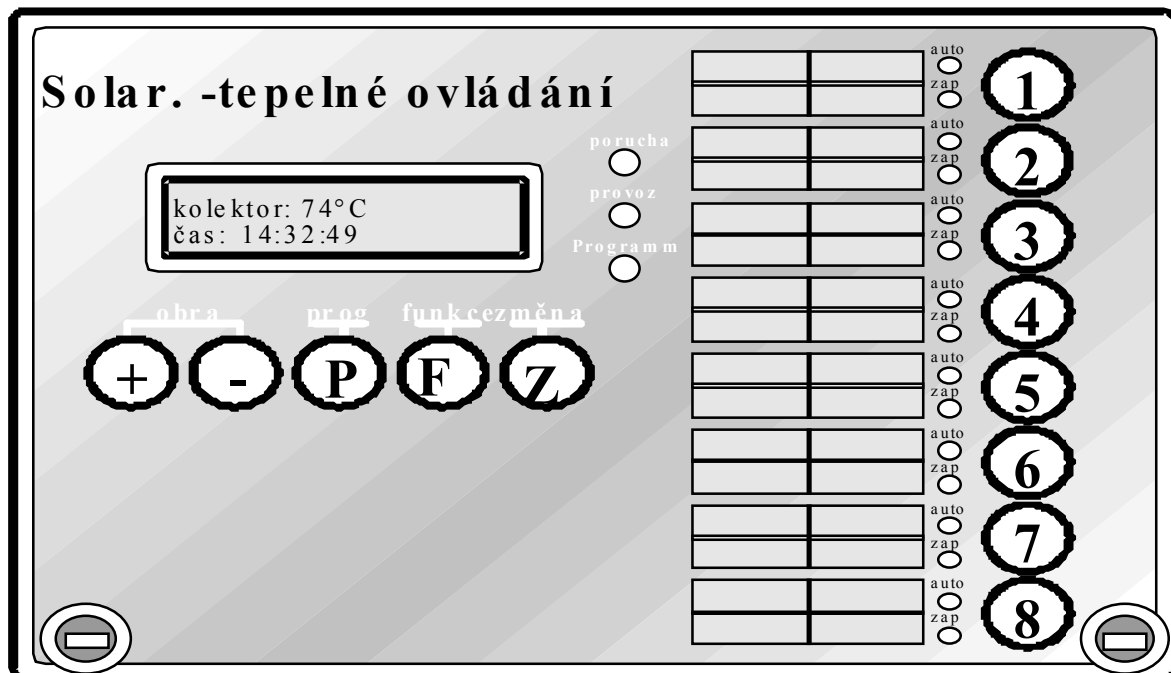 Solar. -tepelné ovládání
porucha
kolektor: 74°C
čas: 14:32:49
provoz
Programm
obra prog funkce změna
+ - P F Z
auto
zap
1
auto
zap
2
auto
zap
3
auto
zap
4
auto
zap
5
auto
zap
6
auto
zap
7
auto
zap
8